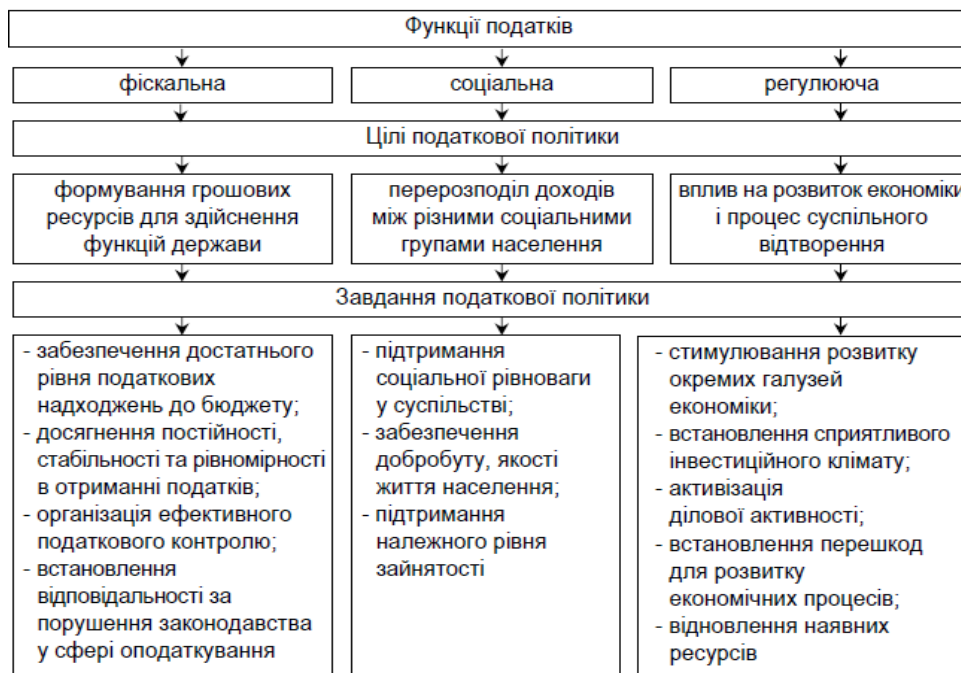 Функції податків
фіскальна
соціальна
регулююча
Цілі податкової політики
формування грошових
ресурсів для здійснення
функцій держави
перерозподіл доходів
між різними соціальними
групами населення
вплив на розвиток економіки
і процес суспільного
відтворення
Завдання податкової політики
- забезпечення достатнього
рівня податкових
надходжень до бюджету;
- досягнення постійності,
стабільності та рівномірності
в отриманні податків;
- організація ефективного
податкового контролю;
- встановлення
відповідальності за
порушення законодавства
у сфері оподаткування
- підтримання
соціальної рівноваги
у суспільстві;
- забезпечення
добробуту, якості
життя населення;
- підтримання
належного рівня
зайнятості
- стимулювання розвитку
окремих галузей
економіки;
- встановлення сприятливого
інвестиційного клімату;
- активізація
ділової активності;
- встановлення перешкод
для розвитку
економічних процесів;
- відновлення наявних
ресурсів